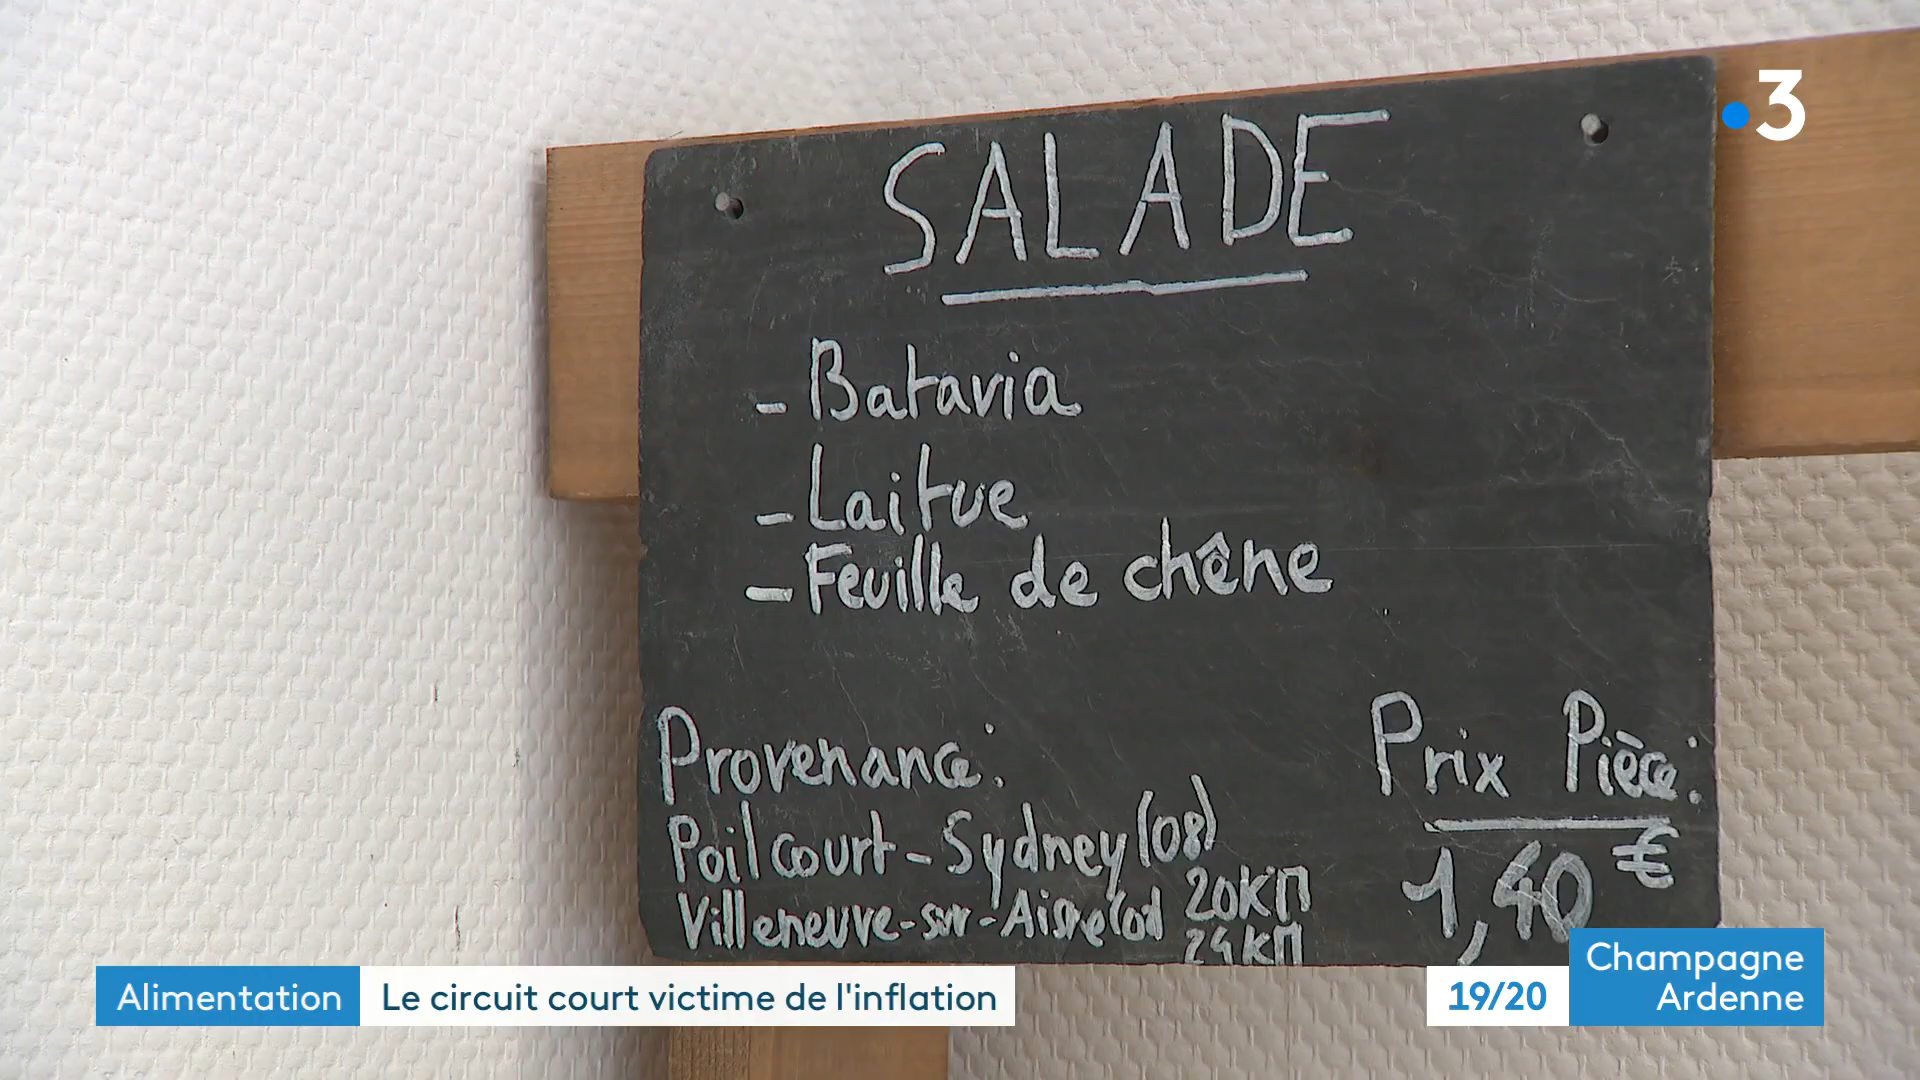 3
SALADE
- Batavia
- Laitue
- Feuille de chêne
Provenance:
Poilcourt-Sydney (08) 20KM
Villeneuve-sur-Aisne 24KM
Prix Pièce:
1,40 €
Alimentation
Le circuit court victime de l'inflation
19/20
Champagne
Ardenne